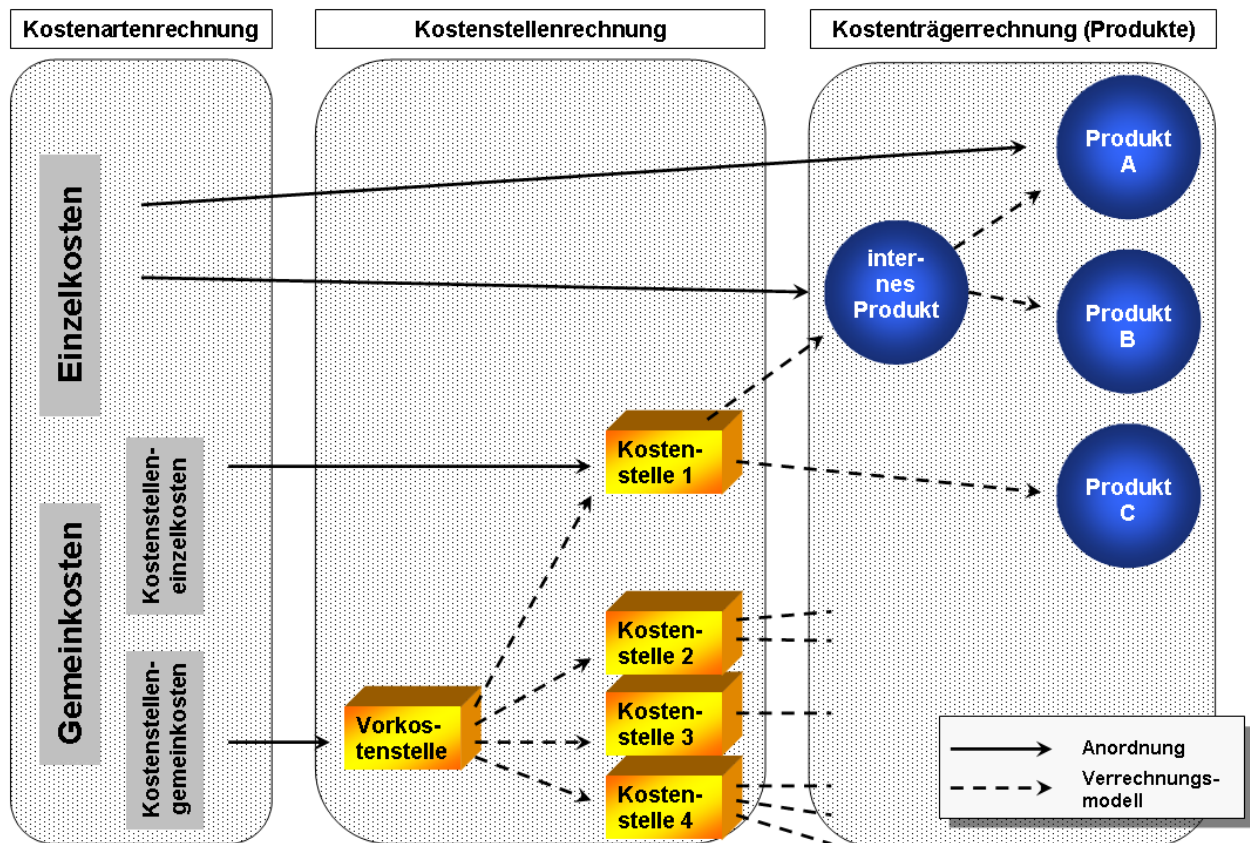 Kostenartenrechnung
Kostenstellenrechnung
Kostenträgerrechnung (Produkte)
Einzelkosten
Gemeinkosten
Kostenstellen-
einzelkosten
Kostenstellen-
gemeinkosten
Vorkos-
tenstelle
Kosten-
stelle 1
Kosten-
stelle 2
Kosten-
stelle 3
Kosten-
stelle 4
inter-
nes
Produkt
Produkt
A
Produkt
B
Produkt
C
Anordnung
Verrechnungs-
modell